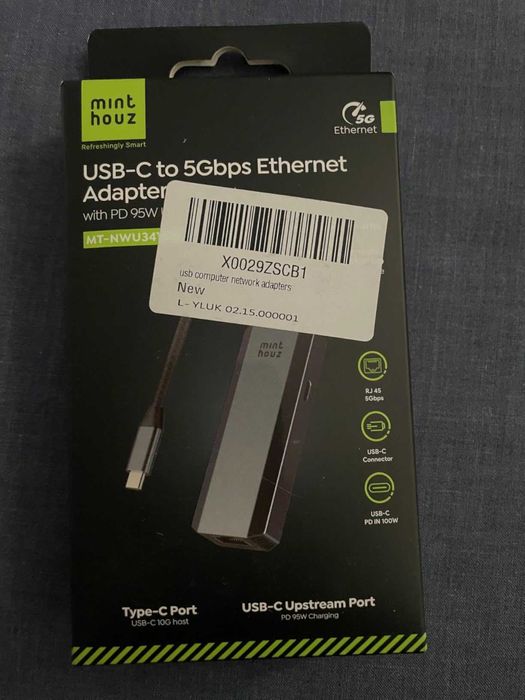 mint
houz
Refreshingly Smart
5G
Ethernet
USB-C to 5Gbps Ethernet
Adapter
with PD 95W
MT-NWU34
X0029ZSCB1
usb computer network adapters
New
L- YLUK 02.15.000001
mint
houz
RJ 45
5Gbps
USB-C
Connector
USB-C
PD IN 100W
Type-C Port
USB-C 10G host
USB-C Upstream Port
PD 95W Charging